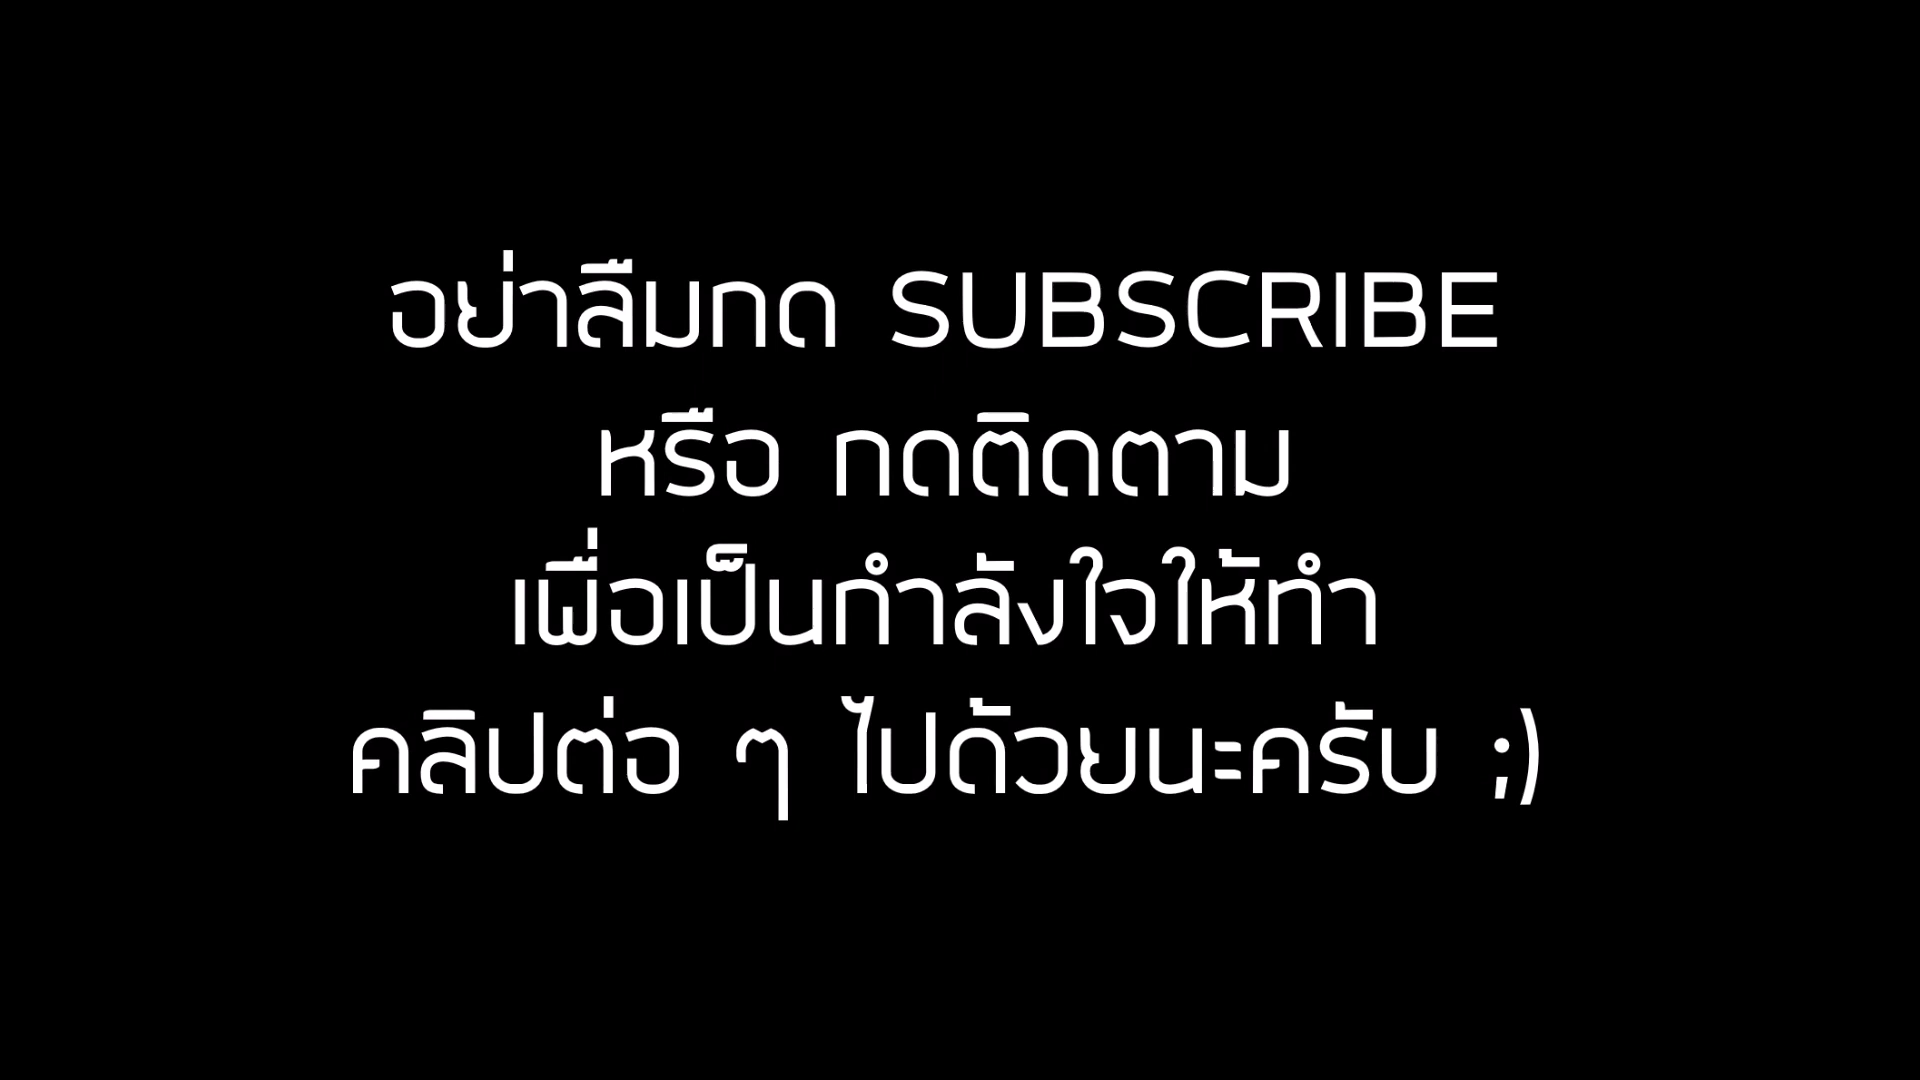 อย่าลืมกด SUBSCRIBE
หรือ กดติดตาม
เพื่อเป็นกำลังใจให้ทำ
คลิปต่อ ๆ ไปด้วยนะครับ ;)